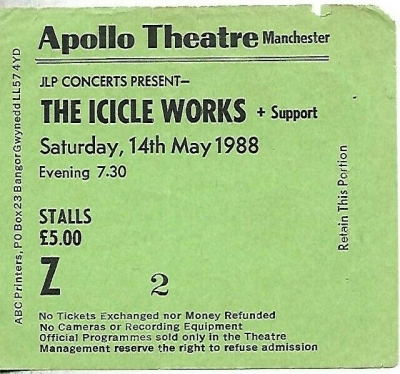 Apollo Theatre Manchester
JLP CONCERTS PRESENT—
THE ICICLE WORKS + Support
Saturday, 14th May 1988
Evening 7·30
STALLS
£5.00
Z 2
No Tickets Exchanged nor Money Refunded
No Cameras or Recording Equipment
Official Programmes sold only in the Theatre
Management reserve the right to refuse admission
Retain This Portion
ABC Printers, PO Box 23 Bangor Gwynedd LL57 4YD